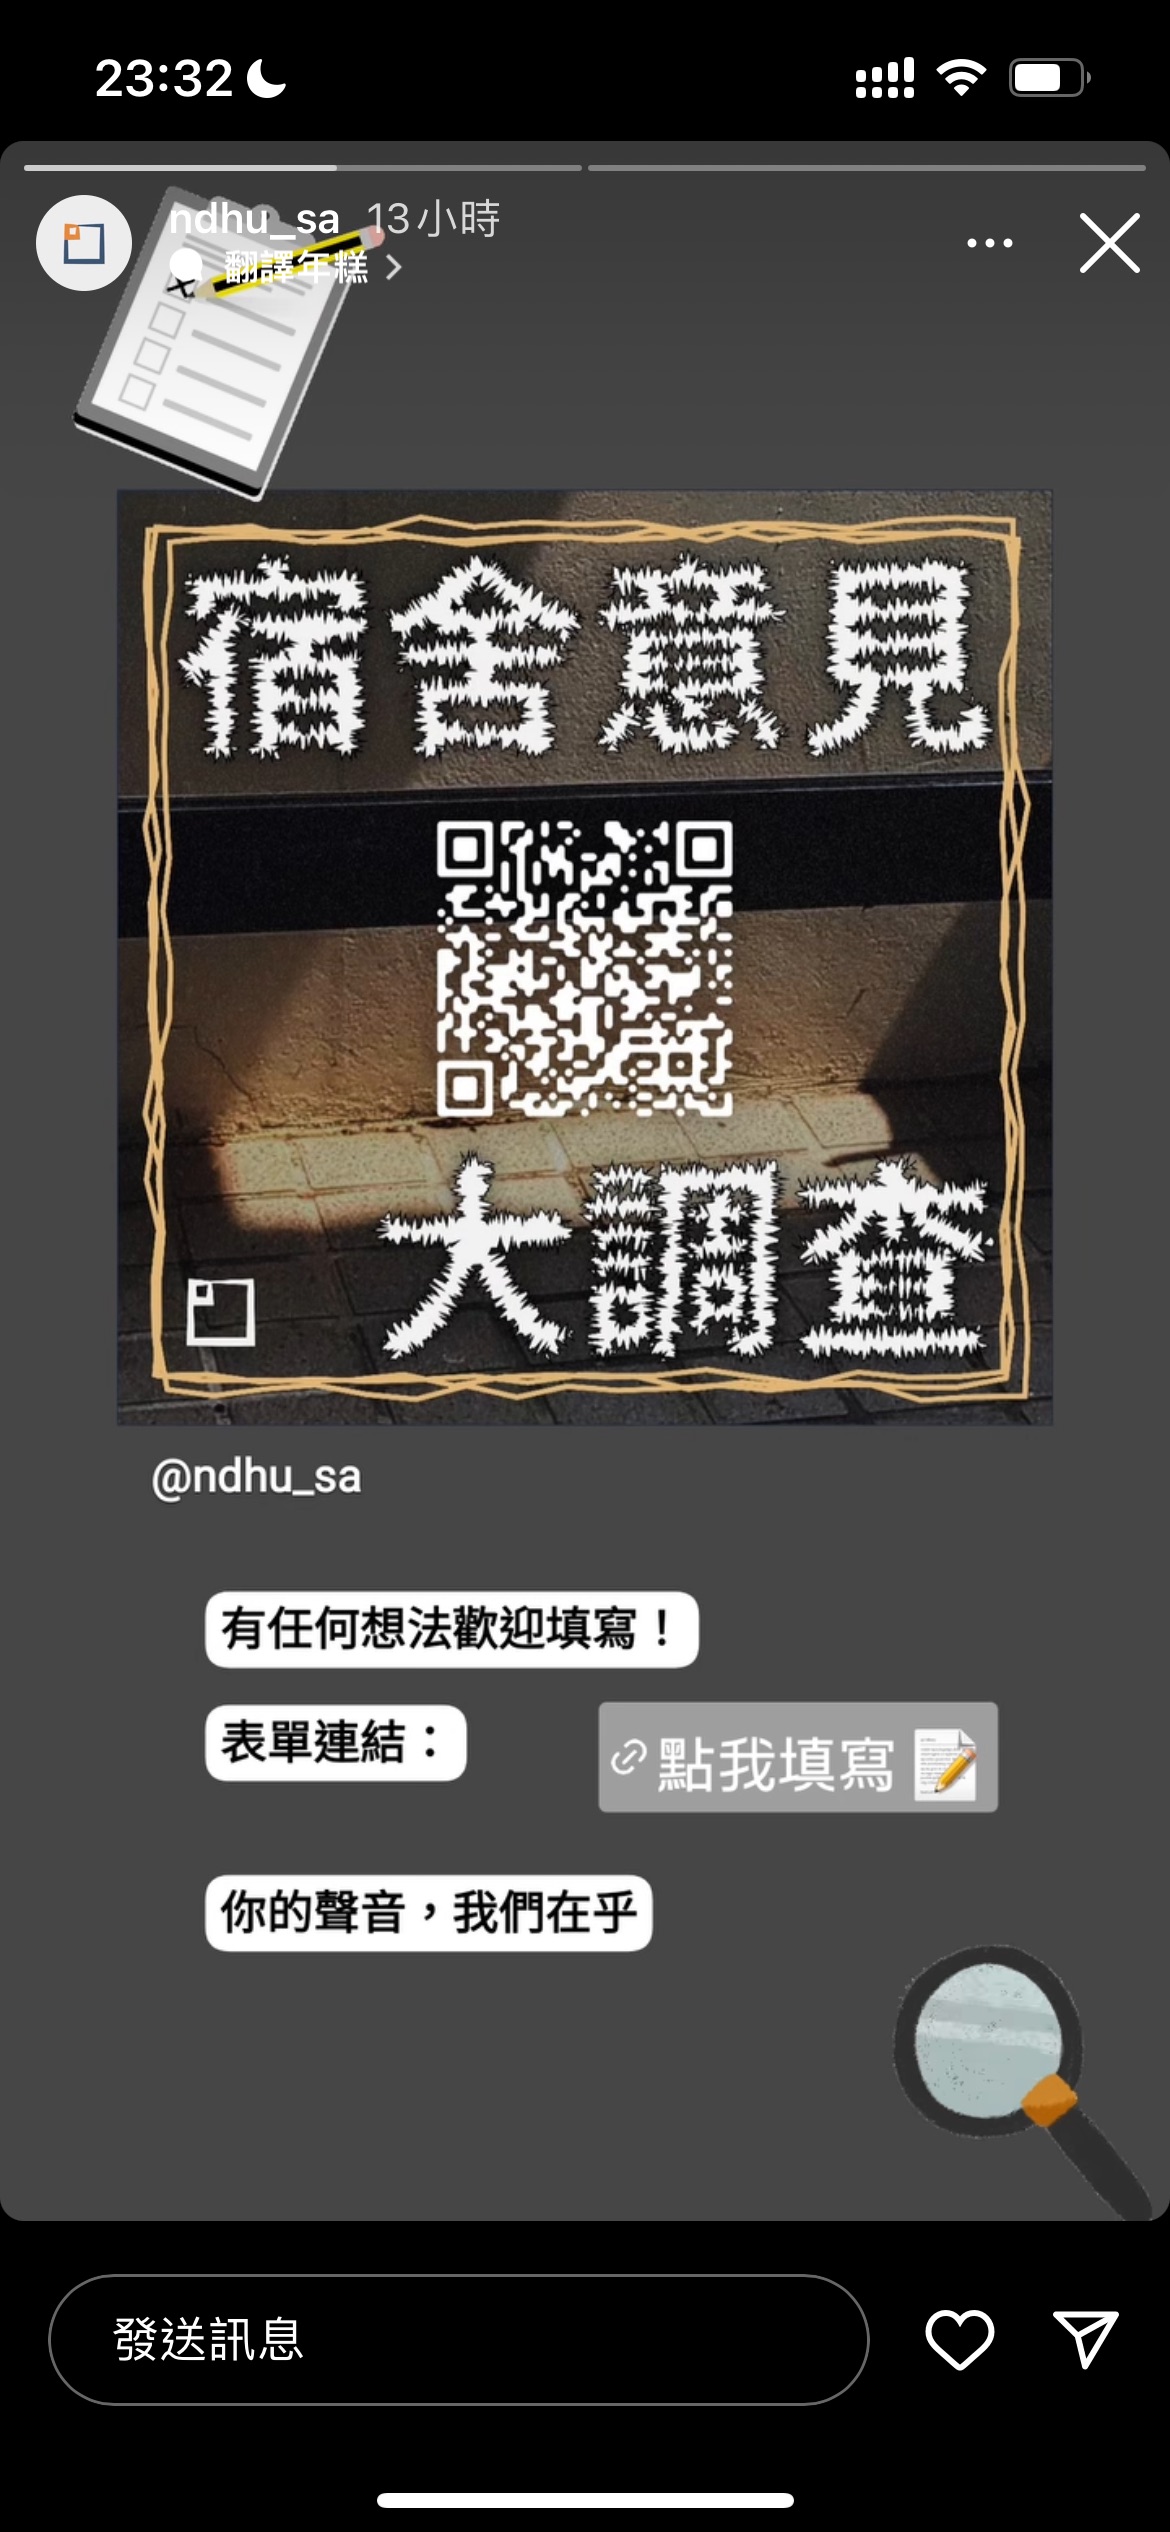 23:32
ndhu_sa 13小時
翻譯年糕
宿舍意見
大調查
@ndhu_sa
有任何想法歡迎填寫！
表單連結：
點我填寫
你的聲音，我們在乎
發送訊息